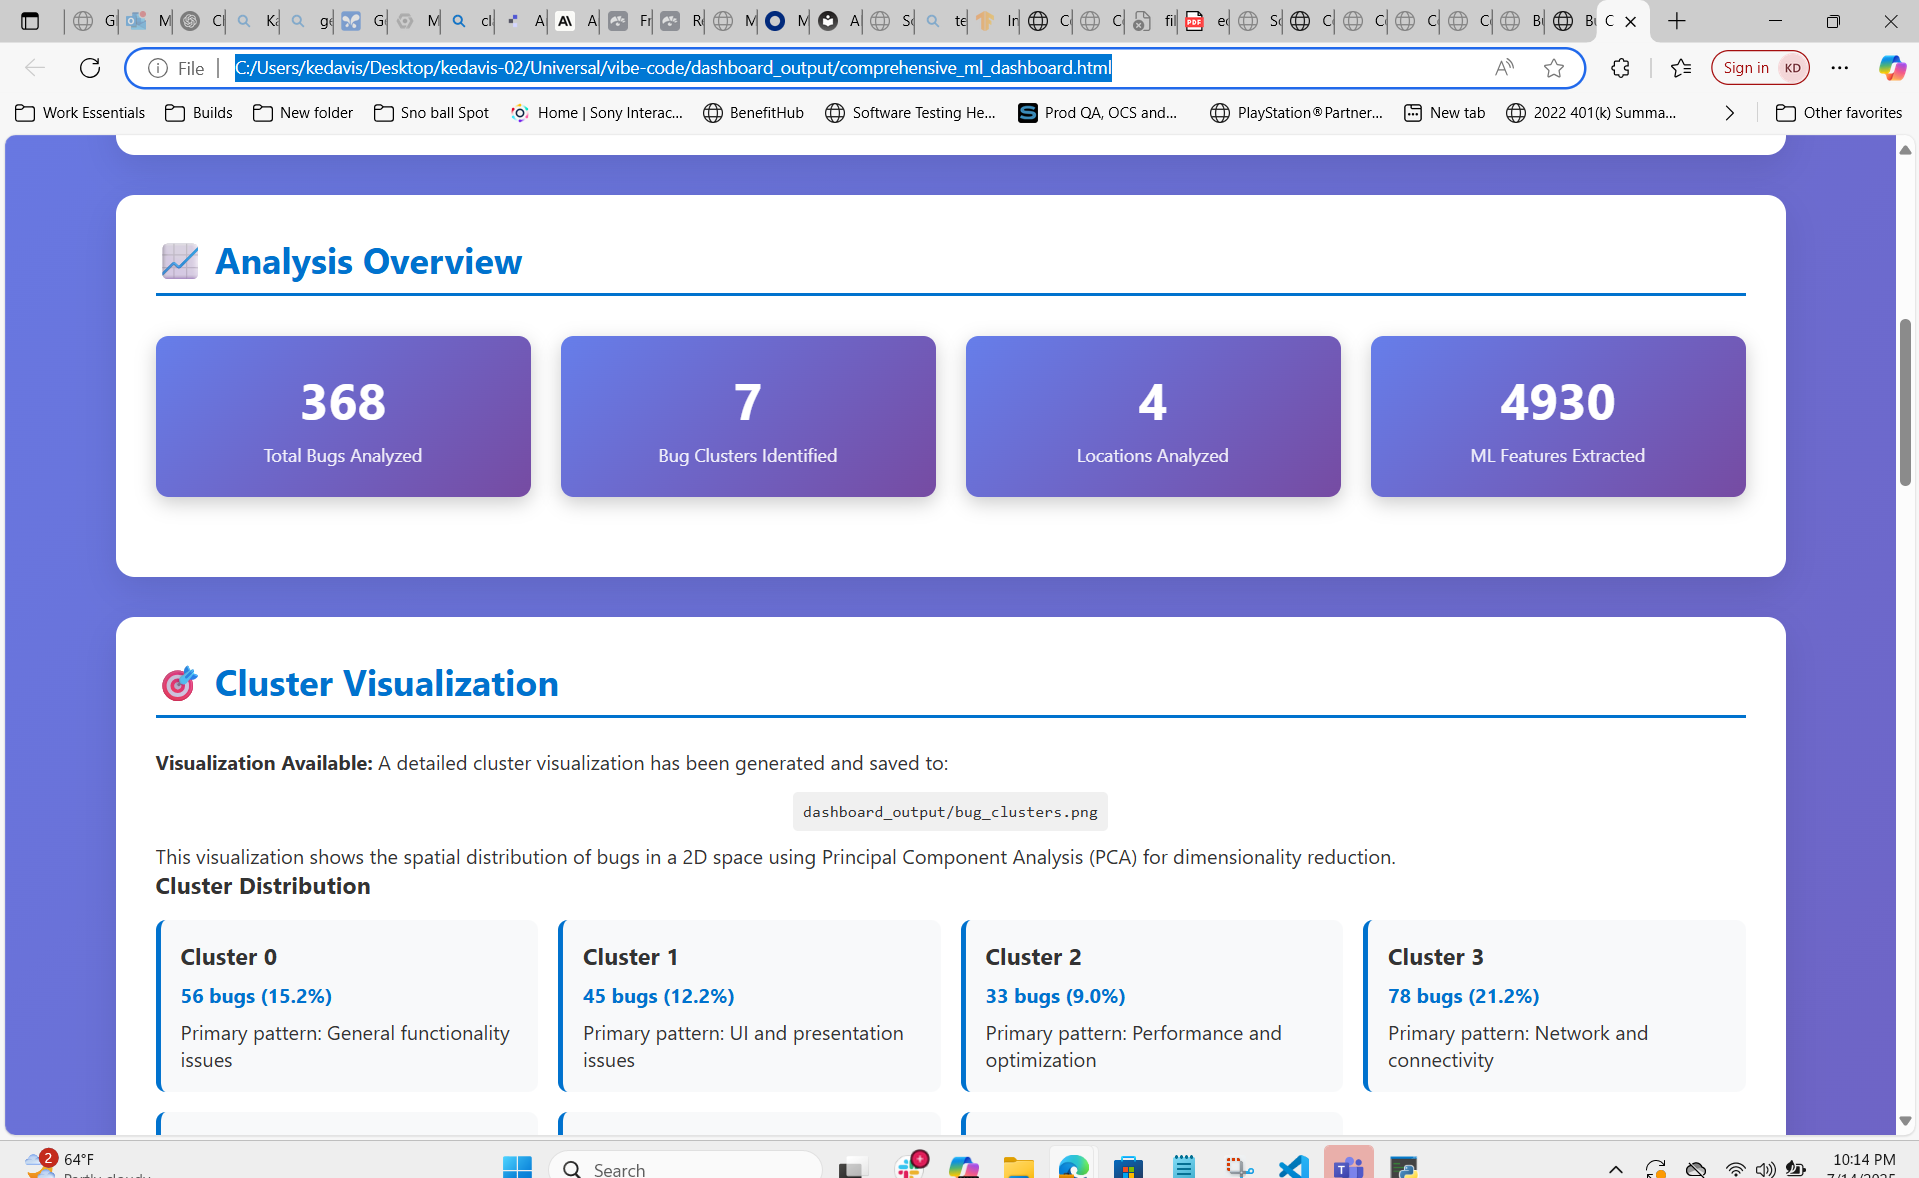 File
C:/Users/kedavis/Desktop/kedavis-02/Universal/vibe-code/dashboard_output/comprehensive_ml_dashboard.html
Sign in KD
Work Essentials Builds New folder Sno ball Spot Home | Sony Interac... BenefitHub Software Testing He... Prod QA, OCS and... PlayStation®Partner... New tab 2022 401(k) Summa... Other favorites
Analysis Overview
368 7 4 4930
Total Bugs Analyzed Bug Clusters Identified Locations Analyzed ML Features Extracted
Cluster Visualization
Visualization Available: A detailed cluster visualization has been generated and saved to:
dashboard_output/bug_clusters.png
This visualization shows the spatial distribution of bugs in a 2D space using Principal Component Analysis (PCA) for dimensionality reduction.
Cluster Distribution
Cluster 0
56 bugs (15.2%)
Primary pattern: General functionality
issues
Cluster 1
45 bugs (12.2%)
Primary pattern: UI and presentation
issues
Cluster 2
33 bugs (9.0%)
Primary pattern: Performance and
optimization
Cluster 3
78 bugs (21.2%)
Primary pattern: Network and
connectivity
2 64°F
Search
10:14 PM